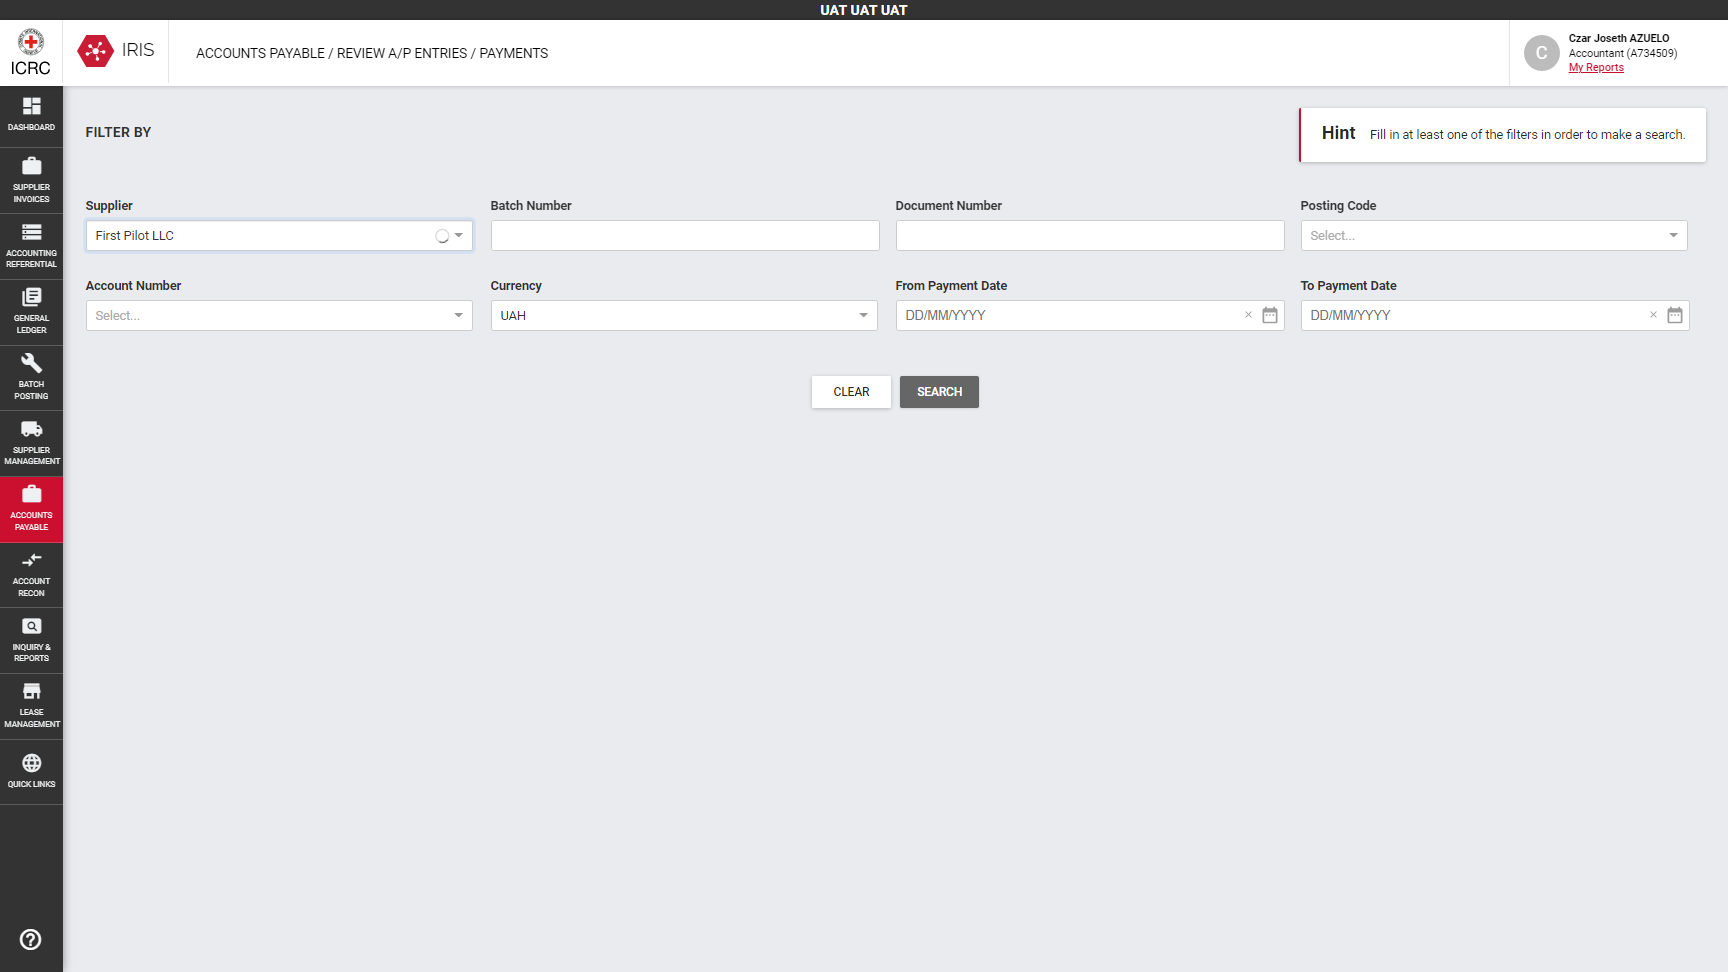 UAT UAT UAT
ICRC
IRIS
ACCOUNTS PAYABLE / REVIEW A/P ENTRIES / PAYMENTS
C
Czar Joseth AZUELO
Accountant (A734509)
My Reports
DASHBOARD
SUPPLIER
INVOICES
ACCOUNTING
REFERENTIAL
GENERAL
LEDGER
BATCH
POSTING
SUPPLIER
MANAGEMENT
ACCOUNTS
PAYABLE
ACCOUNT
RECON
INQUIRY &
REPORTS
LEASE
MANAGEMENT
QUICK LINKS
FILTER BY
Hint Fill in at least one of the filters in order to make a search.
Supplier
First Pilot LLC
Batch Number
Document Number
Posting Code
Select...
Account Number
Select...
Currency
UAH
From Payment Date
DD/MM/YYYY
To Payment Date
DD/MM/YYYY
CLEAR
SEARCH